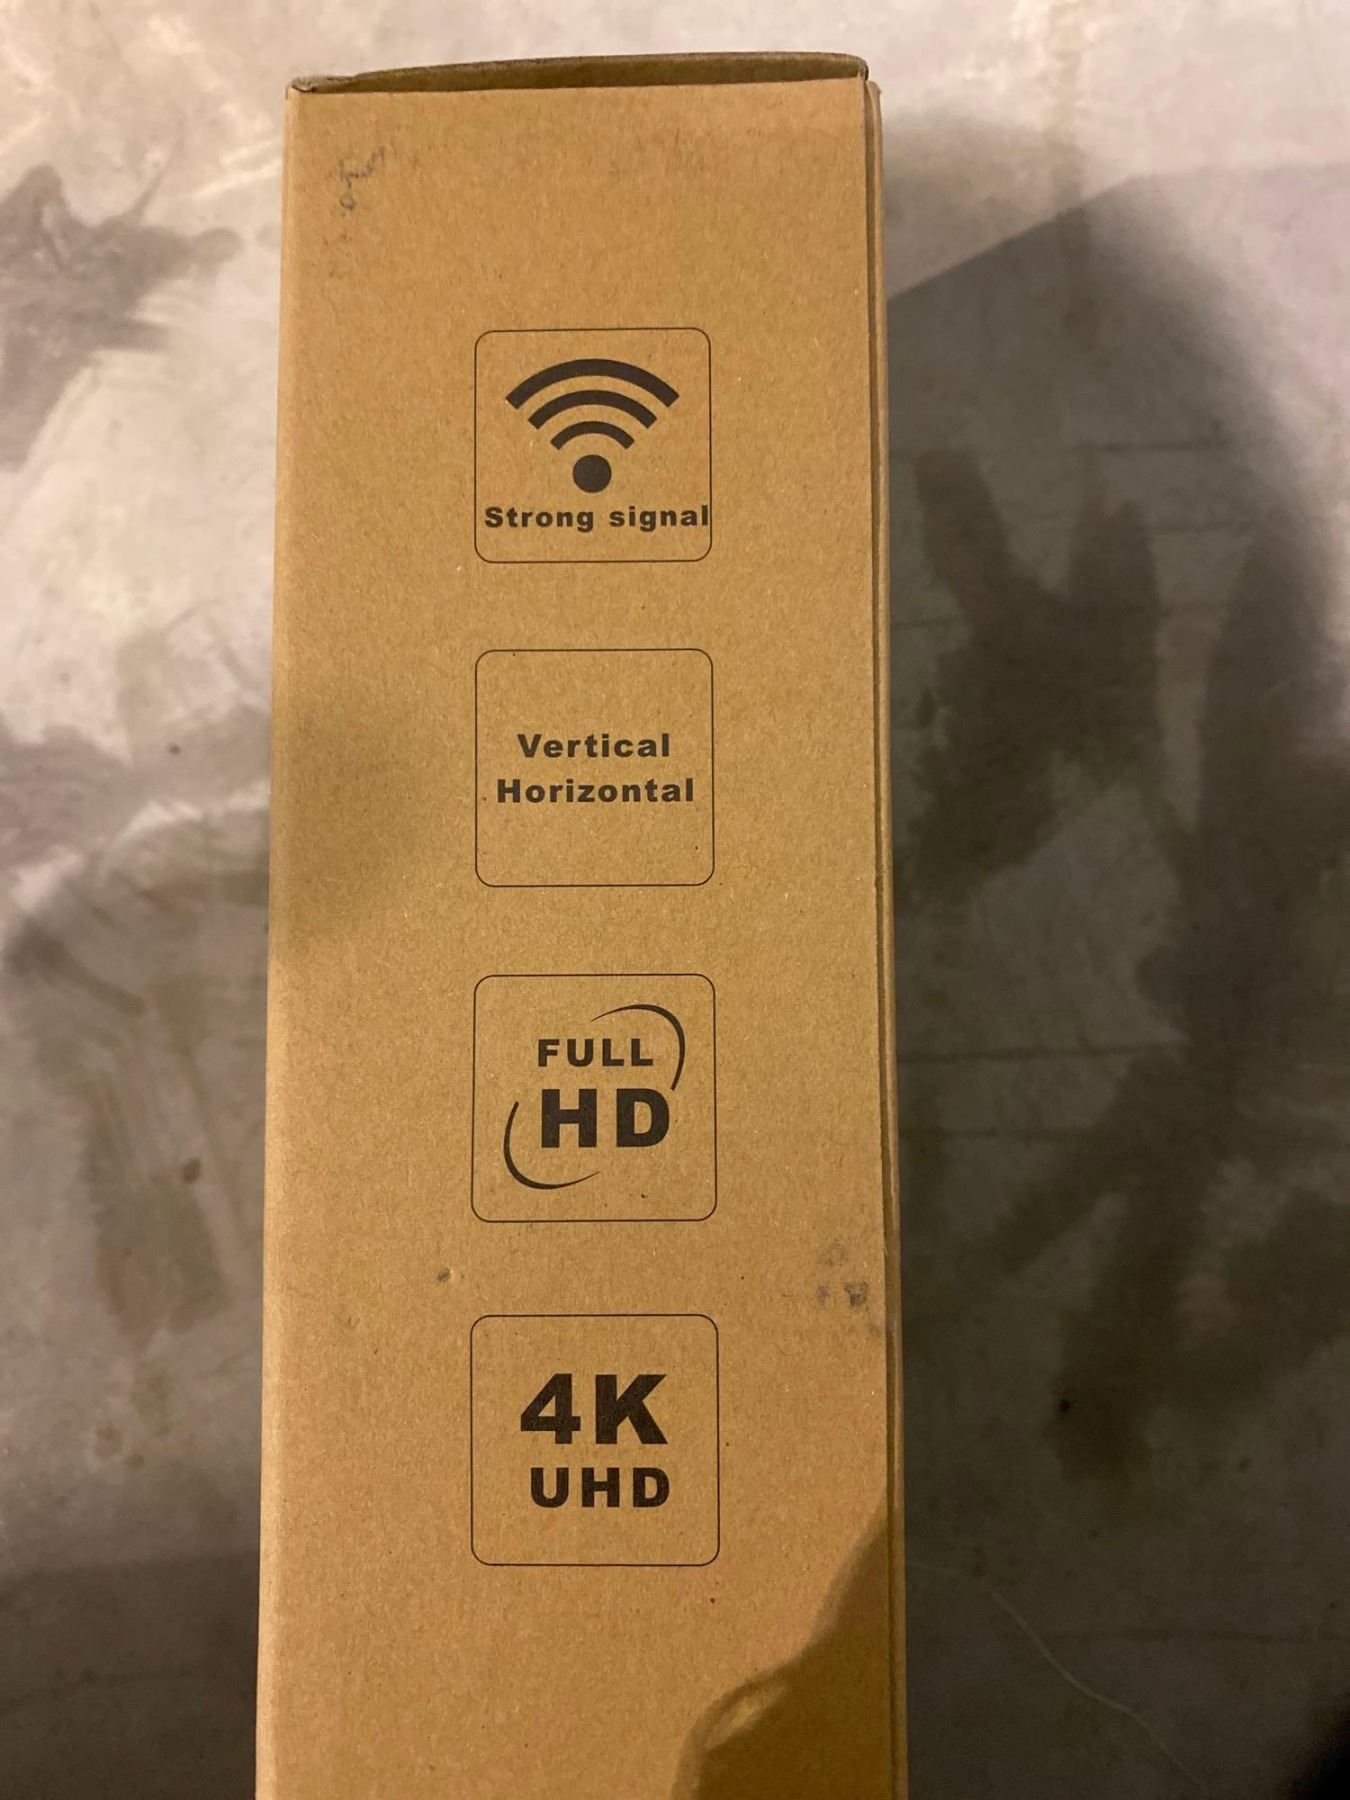 Strong signal
Vertical
Horizontal
FULL
HD
4K
UHD